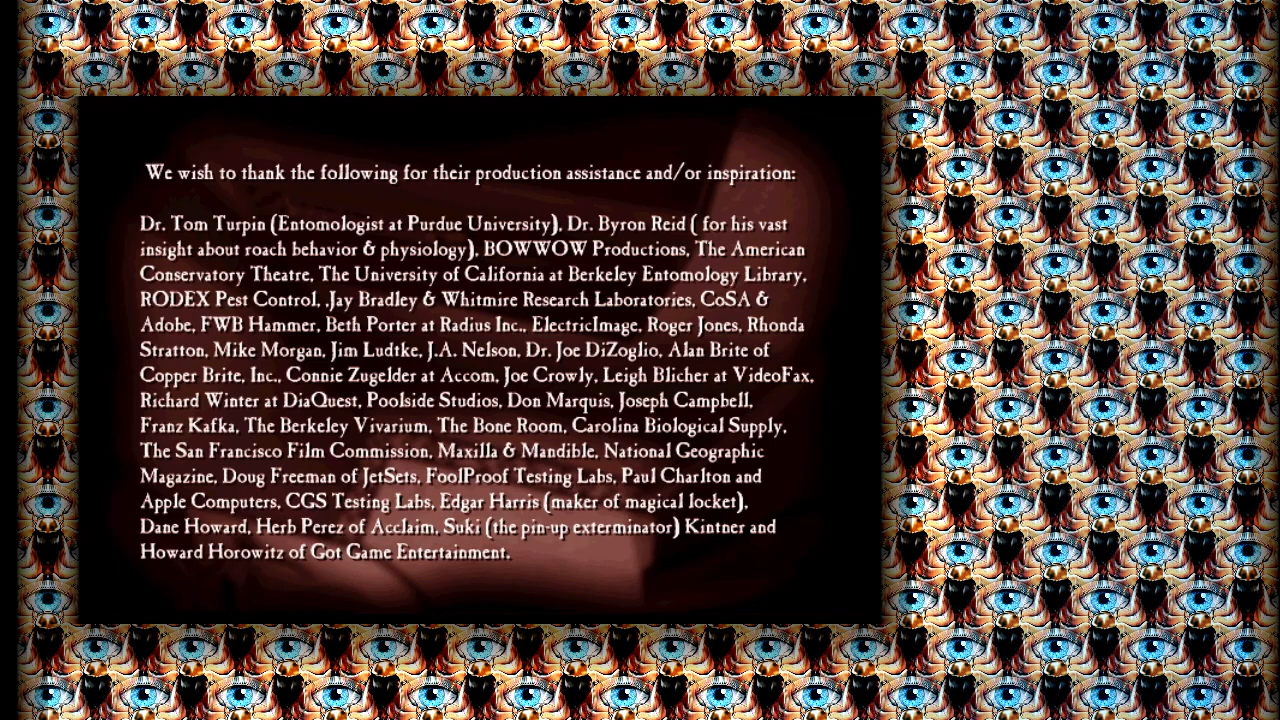 We wish to thank the following for their production assistance and/or inspiration:
Dr. Tom Turpin (Entomologist at Purdue University), Dr. Byron Reid ( for his vast
insight about roach behavior & physiology), BOWWOW Productions, The American
Conservatory Theatre, The University of California at Berkeley Entomology Library,
RODEX Pest Control, .Jay Bradley & Whitmire Research Laboratories, CoSA &
Adobe, FWB Hammer, Beth Porter at Radius Inc., ElectricImage, Roger Jones, Rhonda
Stratton, Mike Morgan, Jim Ludtke, J.A. Nelson, Dr. Joe DiZoglio, Alan Brite of
Copper Brite, Inc., Connie Zugelder at Accom, Joe Crowly, Leigh Blicher at VideoFax,
Richard Winter at DiaQuest, Poolside Studios, Don Marquis, Joseph Campbell,
Franz Kafka, The Berkeley Vivarium, The Bone Room, Carolina Biological Supply,
The San Francisco Film Commission, Maxilla & Mandible, National Geographic
Magazine, Doug Freeman of JetSets, FoolProof Testing Labs, Paul Charlton and
Apple Computers, CGS Testing Labs, Edgar Harris (maker of magical locket),
Dane Howard, Herb Perez of Acclaim, Suki (the pin-up exterminator) Kintner and
Howard Horowitz of Got Game Entertainment.